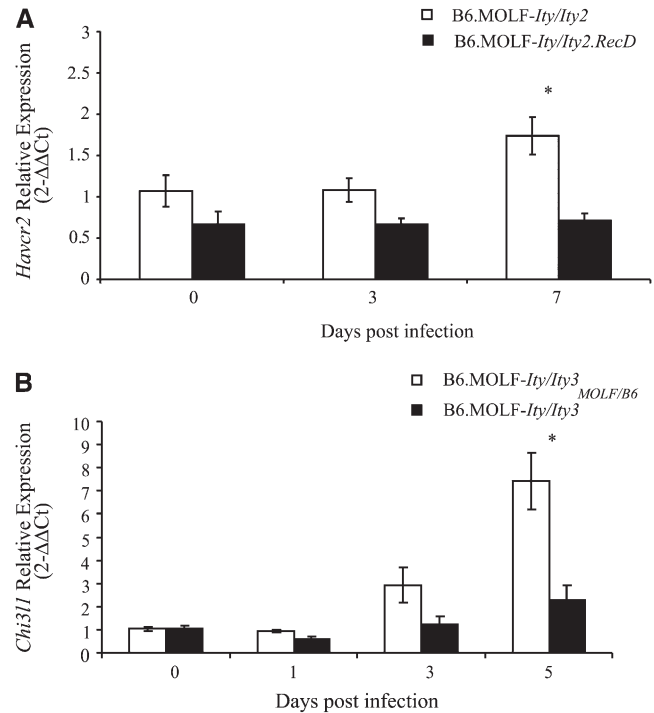 A
B6.MOLF-Ity/Ity2
B6.MOLF-Ity/Ity2.RecD
Havcr2 Relative Expression
(2-ΔΔCt)
3
2.5
2
1.5
1
0.5
0
*
0
3
7
Days post infection
B
B6.MOLF-Ity/Ity3
B6.MOLF-Ity/Ity3 MOLF/B6
Chi3l1 Relative Expression
(2-ΔΔCt)
10
9
8
7
6
5
4
3
2
1
0
*
0
1
3
5
Days post infection